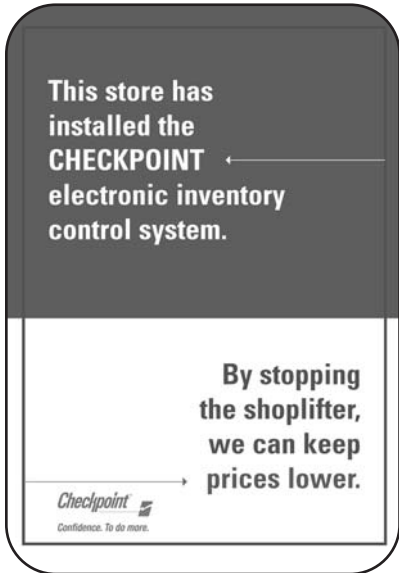 This store has
installed the
CHECKPOINT
electronic inventory
control system.
By stopping
the shoplifter,
we can keep
prices lower.
Checkpoint
Confidence. To do more.